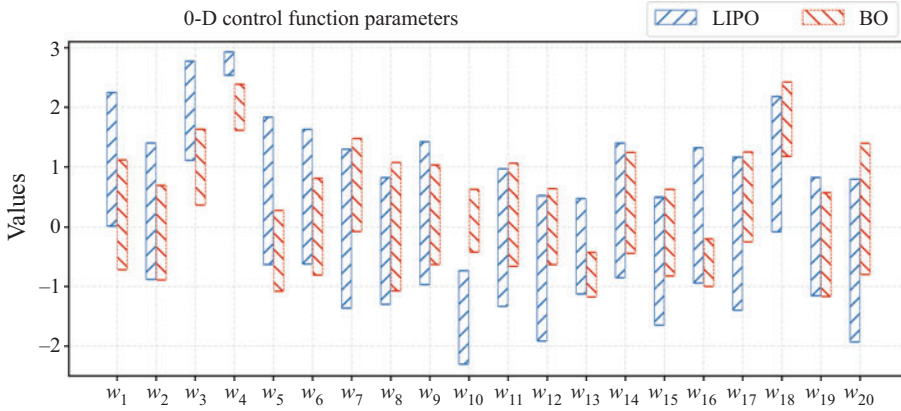 0-D control function parameters
LIPO BO
Values
3
2
1
0
−1
−2
w1 w2 w3 w4 w5 w6 w7 w8 w9 w10 w11 w12 w13 w14 w15 w16 w17 w18 w19 w20